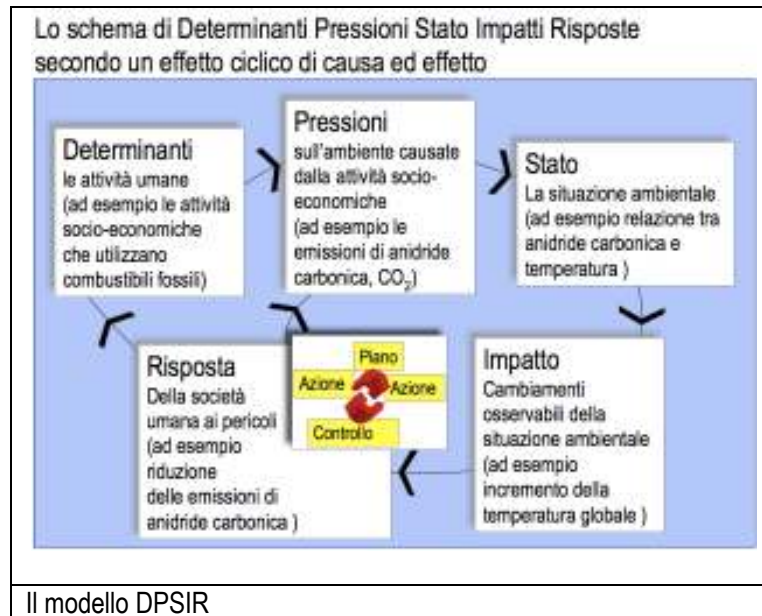 Lo schema di Determinanti Pressioni Stato Impatti Risposte
secondo un effetto ciclico di causa ed effetto
Determinanti
le attività umane
(ad esempio le attività
socio-economiche
che utilizzano
combustibili fossili)
Pressioni
sull'ambiente causate
dalla attività socio-
economiche
(ad esempio le
emissioni di anidride
carbonica, CO₂)
Stato
La situazione ambientale
(ad esempio relazione tra
anidride carbonica e
temperatura )
Impatto
Cambiamenti
osservabili della
situazione ambientale
(ad esempio
incremento della
temperatura globale )
Risposta
Della società
umana ai pericoli
(ad esempio
riduzione
delle emissioni di
anidride carbonica )
Piano
Azione
Azione
Controllo
Il modello DPSIR